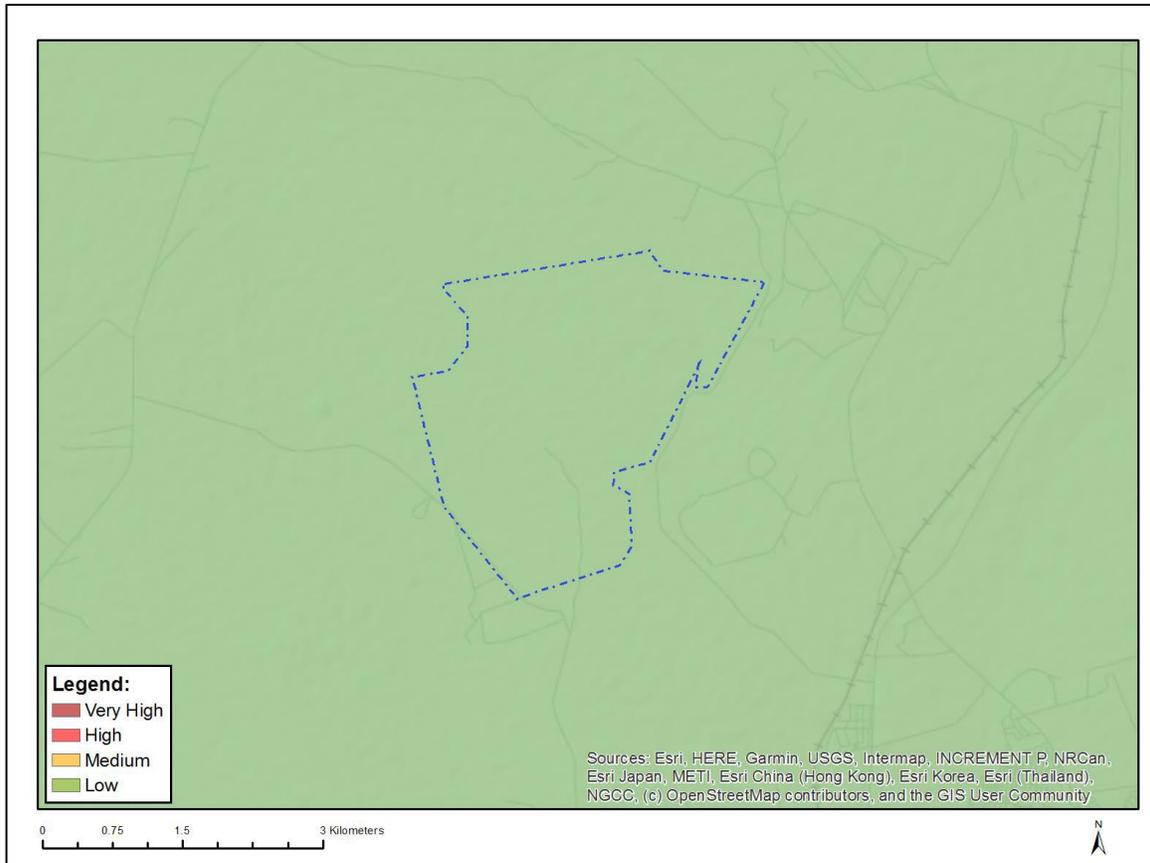 Legend:
Very High
High
Medium
Low
Sources: Esri, HERE, Garmin, USGS, Intermap, INCREMENT P, NRCan,
Esri Japan, METI, Esri China (Hong Kong), Esri Korea, Esri (Thailand),
NGCC, (c) OpenStreetMap contributors, and the GIS User Community
0 0.75 1.5 3 Kilometers
N